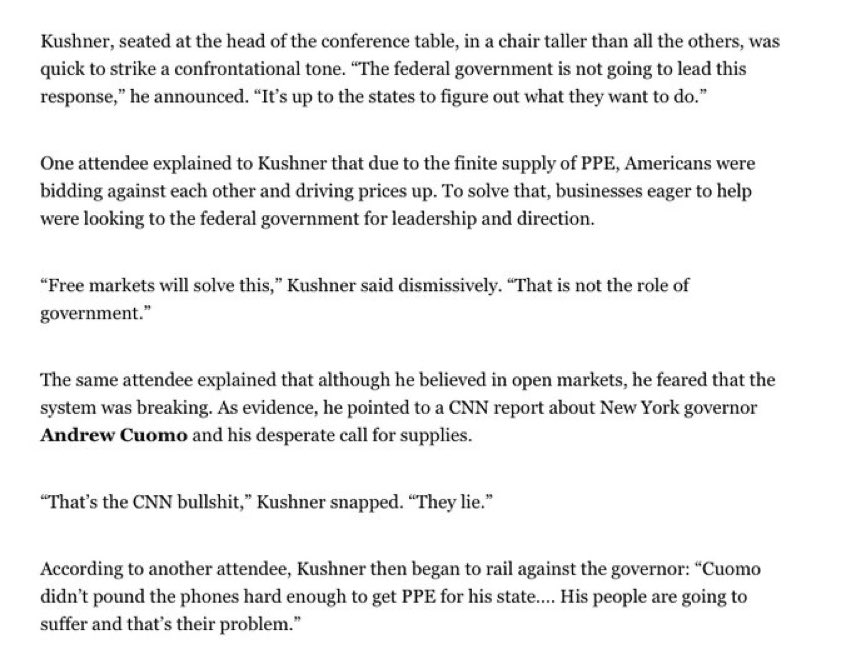 Kushner, seated at the head of the conference table, in a chair taller than all the others, was
quick to strike a confrontational tone. “The federal government is not going to lead this
response,” he announced. “It’s up to the states to figure out what they want to do.”
One attendee explained to Kushner that due to the finite supply of PPE, Americans were
bidding against each other and driving prices up. To solve that, businesses eager to help
were looking to the federal government for leadership and direction.
“Free markets will solve this,” Kushner said dismissively. “That is not the role of
government.”
The same attendee explained that although he believed in open markets, he feared that the
system was breaking. As evidence, he pointed to a CNN report about New York governor
Andrew Cuomo and his desperate call for supplies.
“That’s the CNN bullshit,” Kushner snapped. “They lie.”
According to another attendee, Kushner then began to rail against the governor: “Cuomo
didn’t pound the phones hard enough to get PPE for his state.... His people are going to
suffer and that’s their problem.”